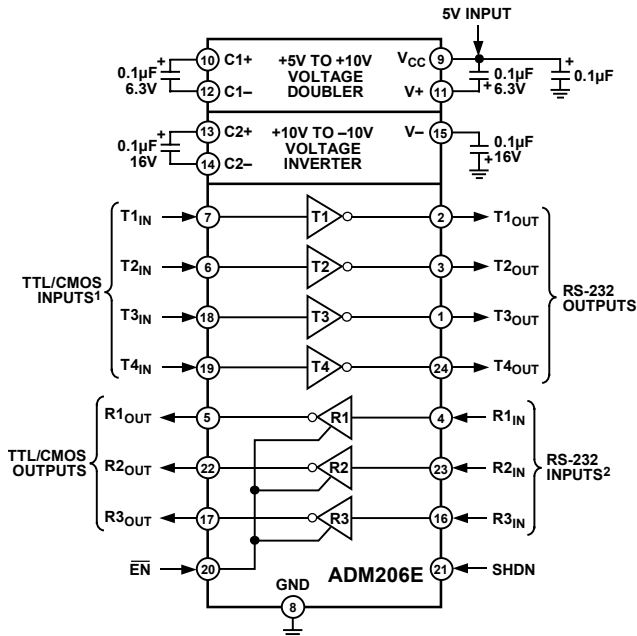 5V INPUT
0.1µF
6.3V
+
10
C1+
12
C1–
+5V TO +10V
VOLTAGE
DOUBLER
VCC
9
V+
11
+
0.1µF
6.3V
+
0.1µF
0.1µF
16V
+
13
C2+
14
C2–
+10V TO –10V
VOLTAGE
INVERTER
V–
15
+
0.1µF
16V
TTL/CMOS
INPUTS1
T1IN
7
T1
2
T1OUT
T2IN
6
T2
3
T2OUT
T3IN
18
T3
1
T3OUT
T4IN
19
T4
24
T4OUT
RS-232
OUTPUTS
TTL/CMOS
OUTPUTS
R1OUT
5
R1
4
R1IN
R2OUT
22
R2
23
R2IN
R3OUT
17
R3
16
R3IN
RS-232
INPUTS2
EN
20
ADM206E
21
SHDN
GND
8